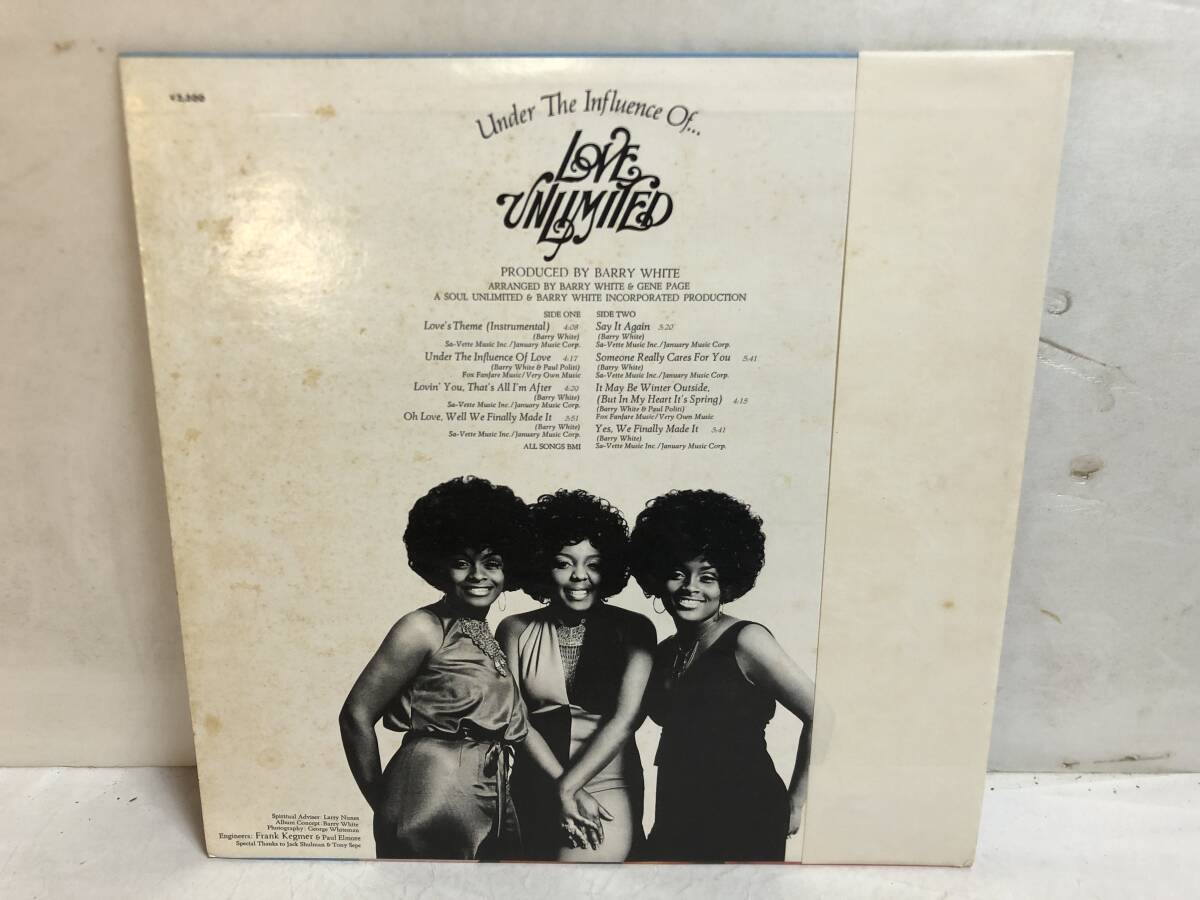 ¥2,300
Under The Influence Of...
LOVE
UNLIMITED
PRODUCED BY BARRY WHITE
ARRANGED BY BARRY WHITE & GENE PAGE
A SOUL UNLIMITED & BARRY WHITE INCORPORATED PRODUCTION
SIDE ONE
Love's Theme (Instrumental) 4:08
(Barry White)
Sa-Vette Music Inc./January Music Corp.
Under The Influence Of Love 4:17
(Barry White & Paul Politi)
Fox Fanfare Music/Very Own Music
Lovin' You, That's All I'm After 4:20
(Barry White)
Sa-Vette Music Inc./January Music Corp.
Oh Love, Well We Finally Made It 3:51
(Barry White)
Sa-Vette Music Inc./January Music Corp.
ALL SONGS BMI
SIDE TWO
Say It Again 3:20
(Barry White)
Sa-Vette Music Inc./January Music Corp.
Someone Really Cares For You 5:41
(Barry White)
Sa-Vette Music Inc./January Music Corp.
It May Be Winter Outside,
(But In My Heart It's Spring) 4:15
(Barry White & Paul Politi)
Fox Fanfare Music/Very Own Music
Yes, We Finally Made It 3:41
(Barry White)
Sa-Vette Music Inc./January Music Corp.
Spiritual Adviser: Larry Nunes
Album Concept: Barry White
Photography: George Whiteman
Engineers: Frank Kegmer & Paul Elmore
Special Thanks to Jack Shulman & Tony Sepe